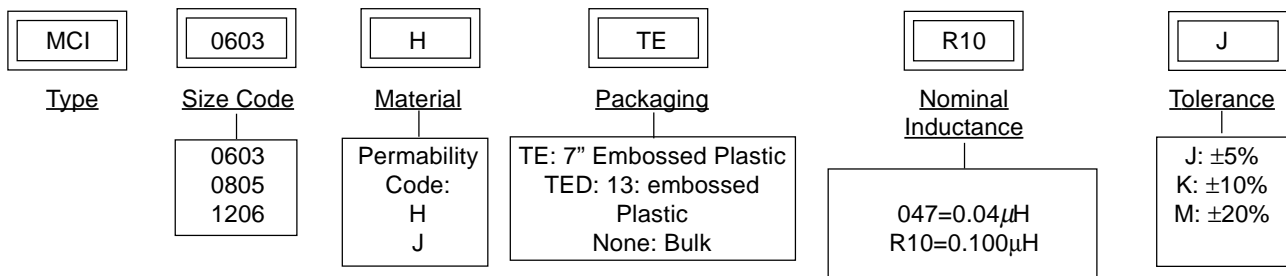 MCI
0603
H
TE
R10
J
Type
Size Code
Material
Packaging
Nominal
Inductance
Tolerance
0603
0805
1206
Permability
Code:
H
J
TE: 7” Embossed Plastic
TED: 13: embossed
Plastic
None: Bulk
047=0.04μH
R10=0.100μH
J: ±5%
K: ±10%
M: ±20%